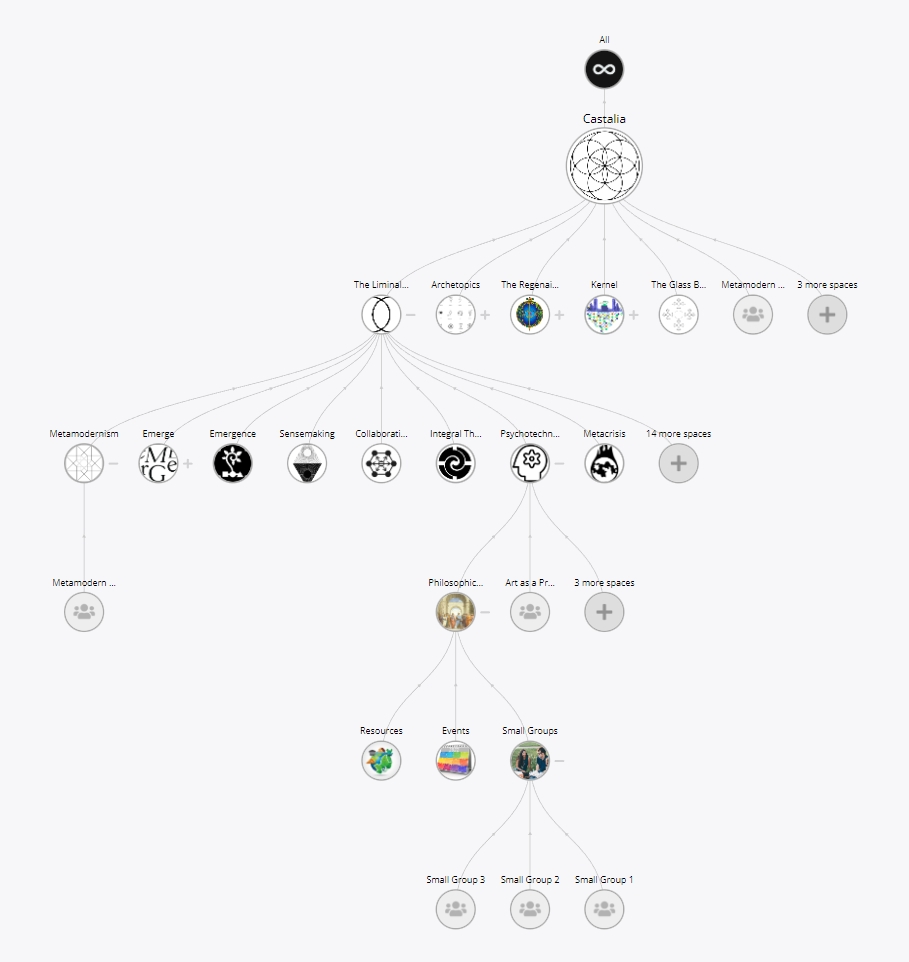 All
Castalia
The Liminal...
Archetopics
The Regenai...
Kernel
The Glass B...
Metamodern ...
3 more spaces
Metamodernism
Emerge
Emergence
Sensemaking
Collaborati...
Integral Th...
Psychotechn...
Metacrisis
14 more spaces
Metamodern ...
Philosophic...
Art as a Pr...
3 more spaces
Resources
Events
Small Groups
Small Group 3
Small Group 2
Small Group 1